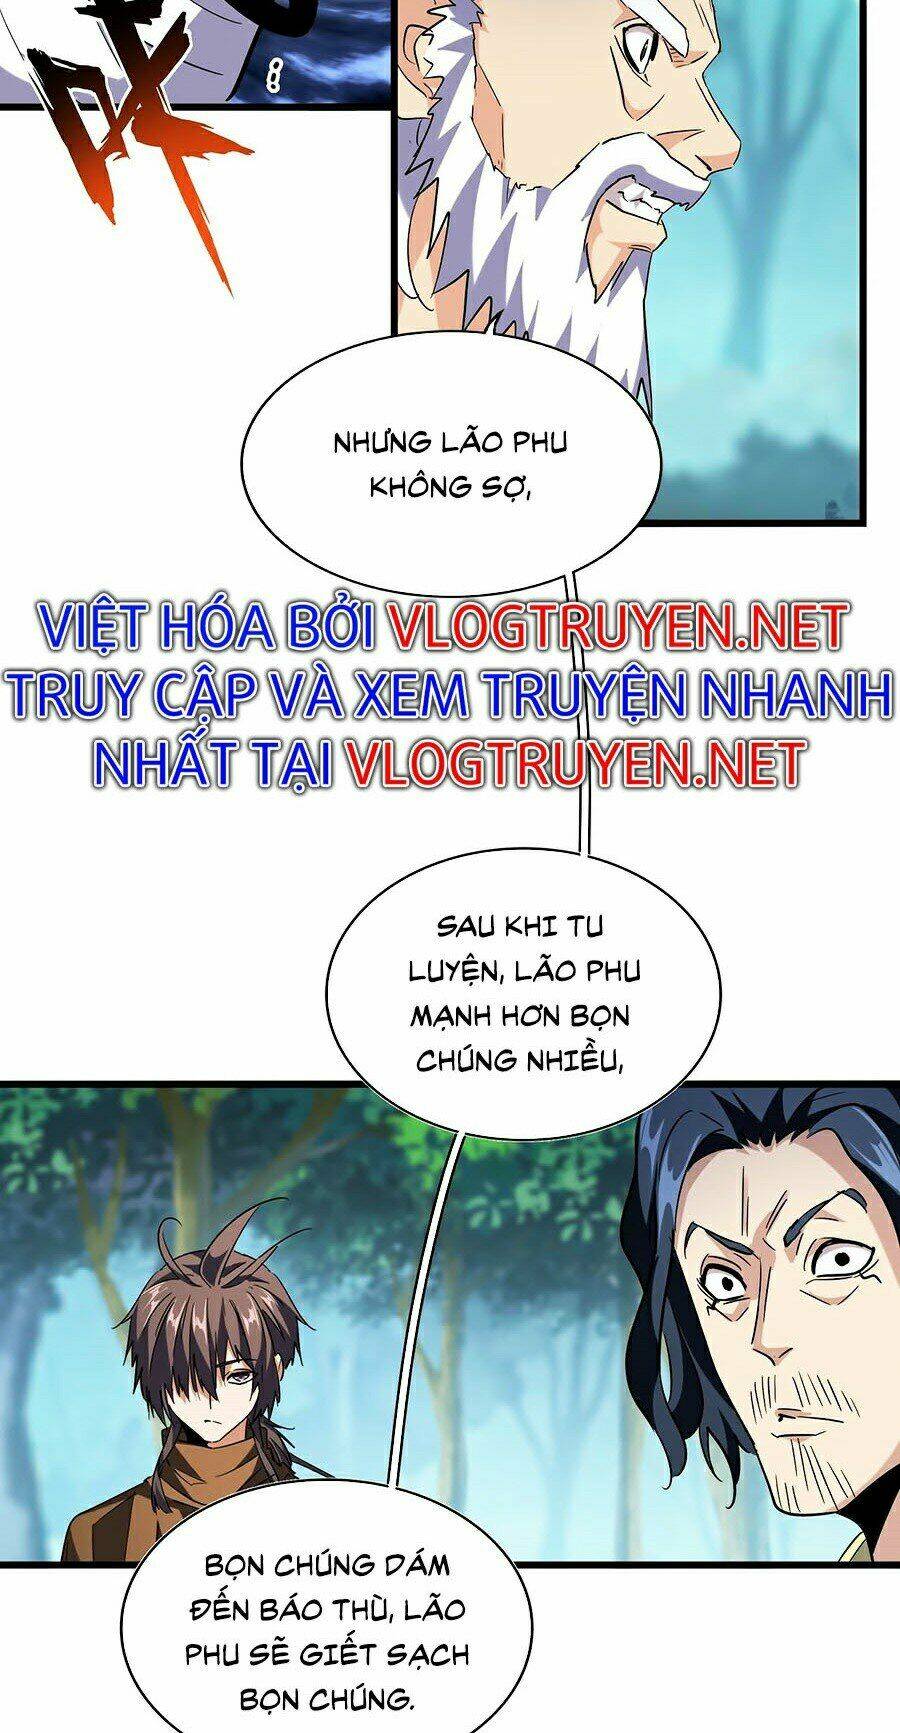 NHƯNG LÃO PHU
KHÔNG SỢ,
VIỆT HÓA BỞI VLOGTRUYEN.NET
TRUY CẬP VÀ XEM TRUYỆN NHANH
NHẤT TẠI VLOGTRUYEN.NET
SAU KHI TU
LUYỆN, LÃO PHU
MẠNH HƠN BỌN
CHÚNG NHIỀU,
BỌN CHÚNG DÁM
ĐẾN BÁO THÙ, LÃO
PHU SẼ GIẾT SẠCH
BỌN CHÚNG.